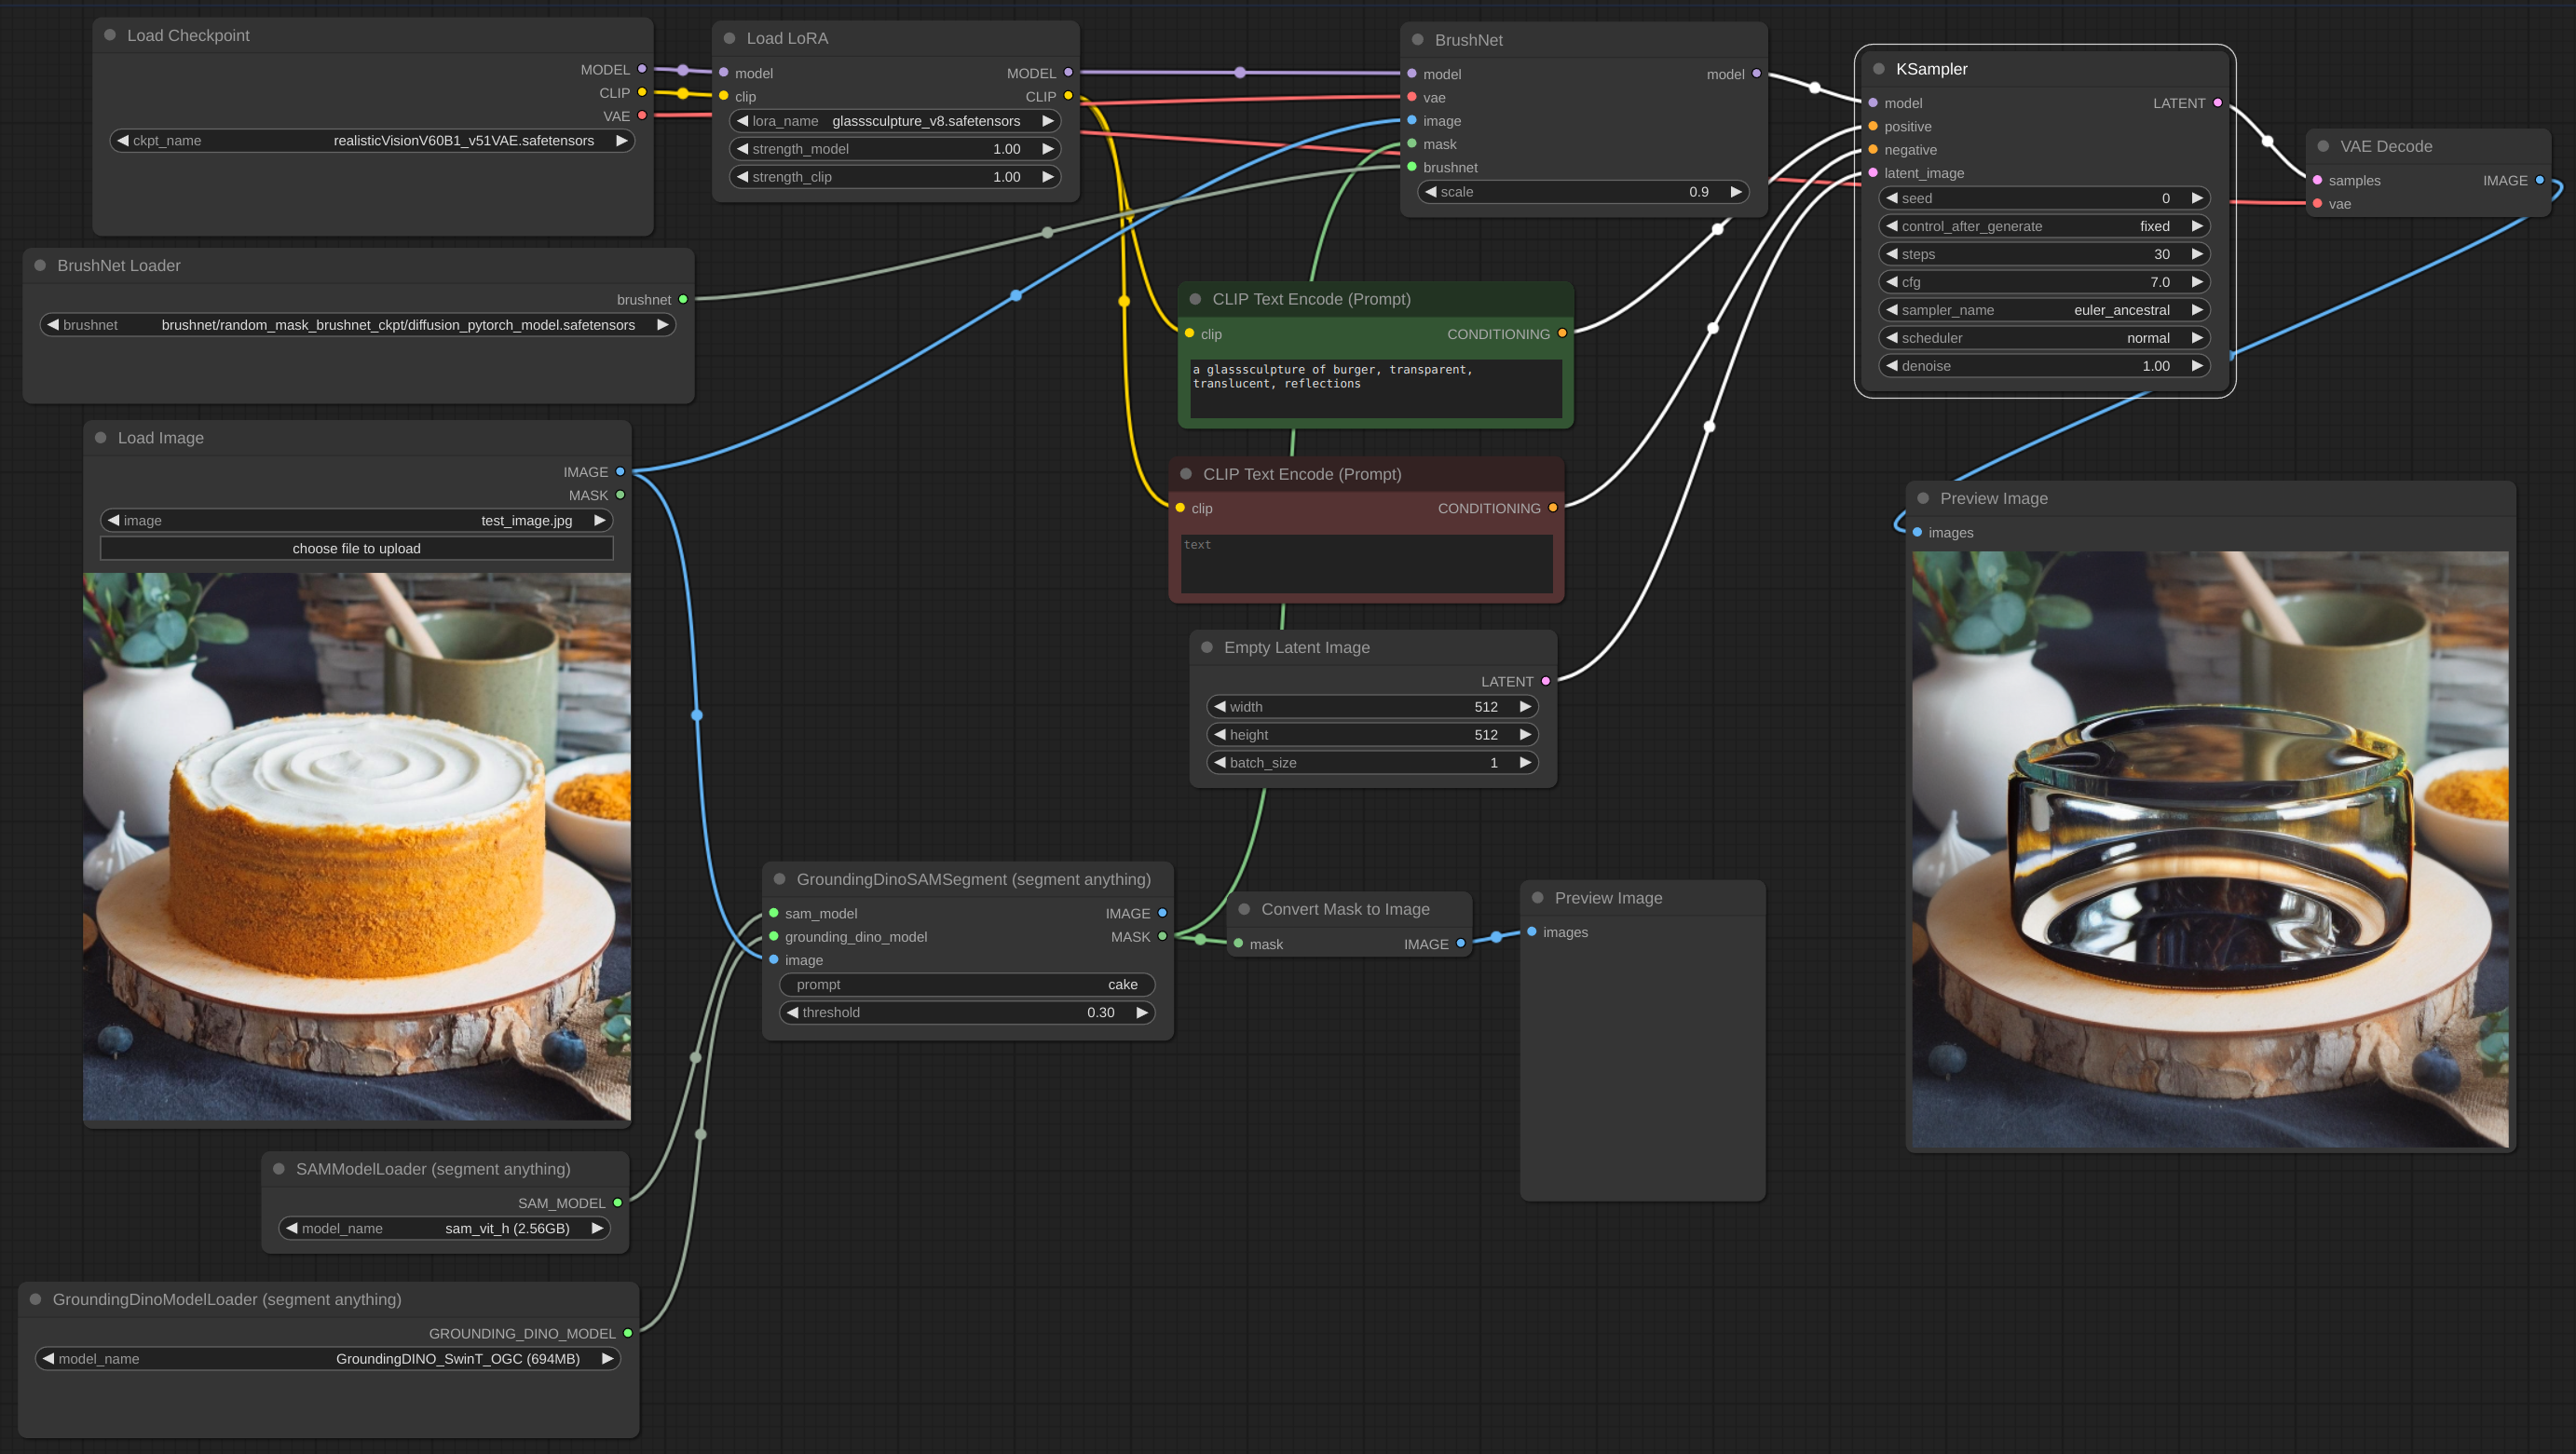 Load Checkpoint
MODEL
CLIP
VAE
ckpt_name realisticVisionV60B1_v51VAE.safetensors
Load LoRA
model MODEL
clip CLIP
lora_name glasssculpture_v8.safetensors
strength_model 1.00
strength_clip 1.00
BrushNet
model model
vae
image
mask
brushnet
scale 0.9
KSampler
model LATENT
positive
negative
latent_image
seed 0
control_after_generate fixed
steps 30
cfg 7.0
sampler_name euler_ancestral
scheduler normal
denoise 1.00
VAE Decode
samples IMAGE
vae
BrushNet Loader
brushnet
brushnet brushnet/random_mask_brushnet_ckpt/diffusion_pytorch_model.safetensors
CLIP Text Encode (Prompt)
clip CONDITIONING
a glasssculpture of burger, transparent,
translucent, reflections
CLIP Text Encode (Prompt)
clip CONDITIONING
text
Load Image
IMAGE
MASK
image test_image.jpg
choose file to upload
Empty Latent Image
LATENT
width 512
height 512
batch_size 1
Preview Image
images
GroundingDinoSAMSegment (segment anything)
sam_model IMAGE
grounding_dino_model MASK
image
prompt cake
threshold 0.30
Convert Mask to Image
mask IMAGE
Preview Image
images
SAMModelLoader (segment anything)
SAM_MODEL
model_name sam_vit_h (2.56GB)
GroundingDinoModelLoader (segment anything)
GROUNDING_DINO_MODEL
model_name GroundingDINO_SwinT_OGC (694MB)